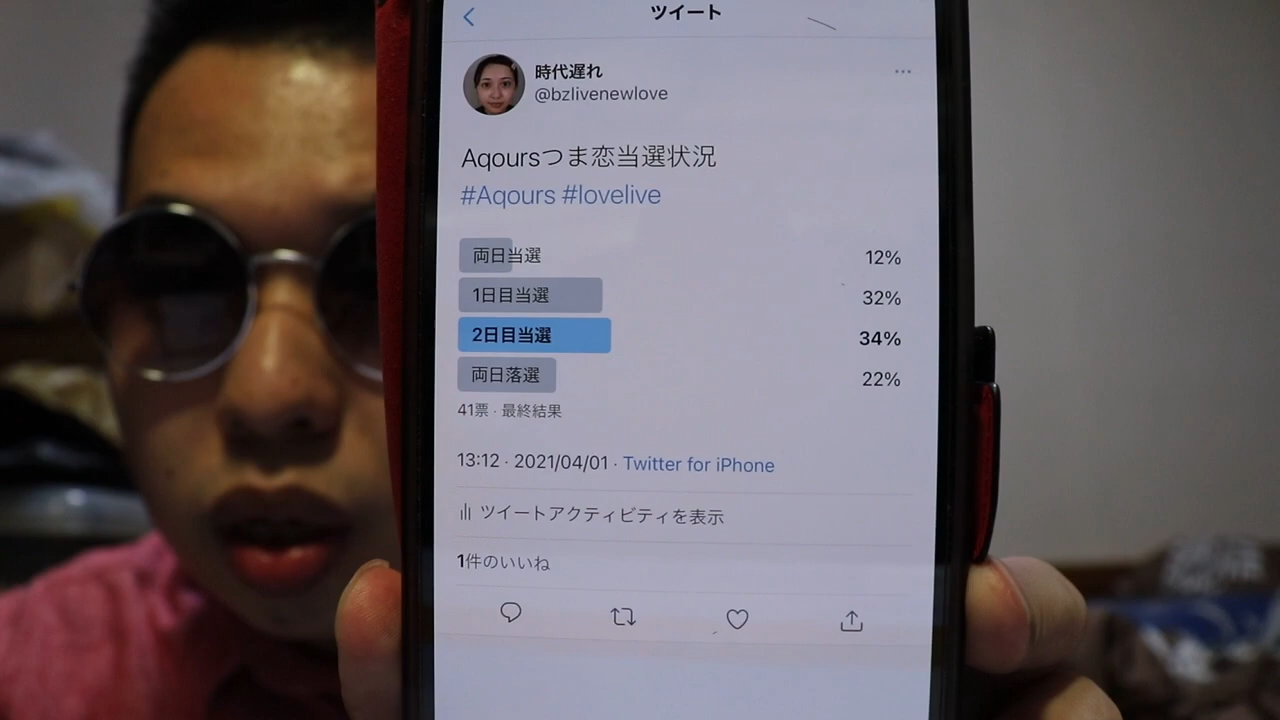 ツイート
時代遅れ
@bzlivenewlove
Aqoursつま恋当選状況
#Aqours #lovelive
両日当選 12%
1日目当選 32%
2日目当選 34%
両日落選 22%
41票 · 最終結果
13:12 · 2021/04/01 · Twitter for iPhone
ツイートアクティビティを表示
1件のいいね